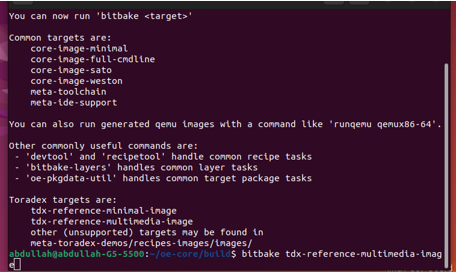 You can now run 'bitbake <target>'
Common targets are:
core-image-minimal
core-image-full-cmdline
core-image-sato
core-image-weston
meta-toolchain
meta-ide-support
You can also run generated qemu images with a command like 'runqemu qemux86-64'.
Other commonly useful commands are:
- 'devtool' and 'recipetool' handle common recipe tasks
- 'bitbake-layers' handles common layer tasks
- 'oe-pkgdata-util' handles common target package tasks
Toradex targets are:
tdx-reference-minimal-image
tdx-reference-multimedia-image
other (unsupported) targets may be found in
meta-toradex-demos/recipes-images/images/
abdullah@abdullah-G5-5500:~/oe-core/build$ bitbake tdx-reference-multimedia-imag
e